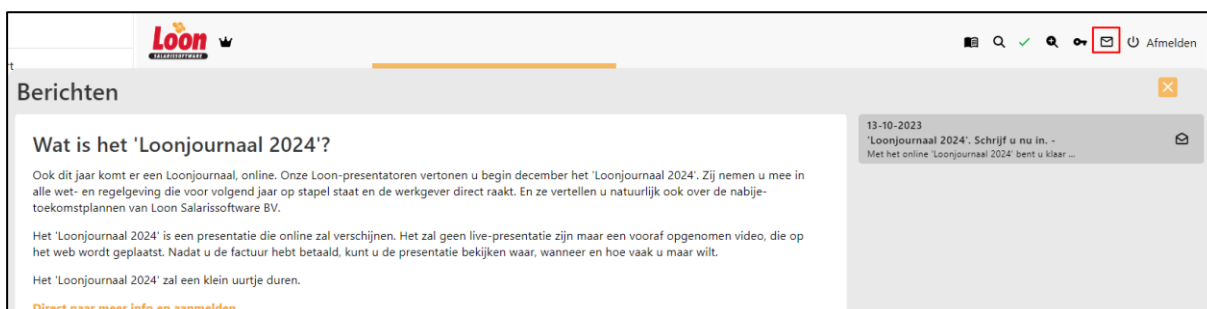 Loon
SALARISSOFTWARE
Afmelden
Berichten
Wat is het 'Loonjournaal 2024'?
Ook dit jaar komt er een Loonjournaal, online. Onze Loon-presentatoren vertonen u begin december het 'Loonjournaal 2024'. Zij nemen u mee in
alle wet- en regelgeving die voor volgend jaar op stapel staat en de werkgever direct raakt. En ze vertellen u natuurlijk ook over de nabije-
toekomstplannen van Loon Salarissoftware BV.
Het 'Loonjournaal 2024' is een presentatie die online zal verschijnen. Het zal geen live-presentatie zijn maar een vooraf opgenomen video, die op
het web wordt geplaatst. Nadat u de factuur hebt betaald, kunt u de presentatie bekijken waar, wanneer en hoe vaak u maar wilt.
Het 'Loonjournaal 2024' zal een klein uurtje duren.
Direct naar meer info en aanmelden
13-10-2023
'Loonjournaal 2024'. Schrijf u nu in. -
Met het online 'Loonjournaal 2024' bent u klaar ...